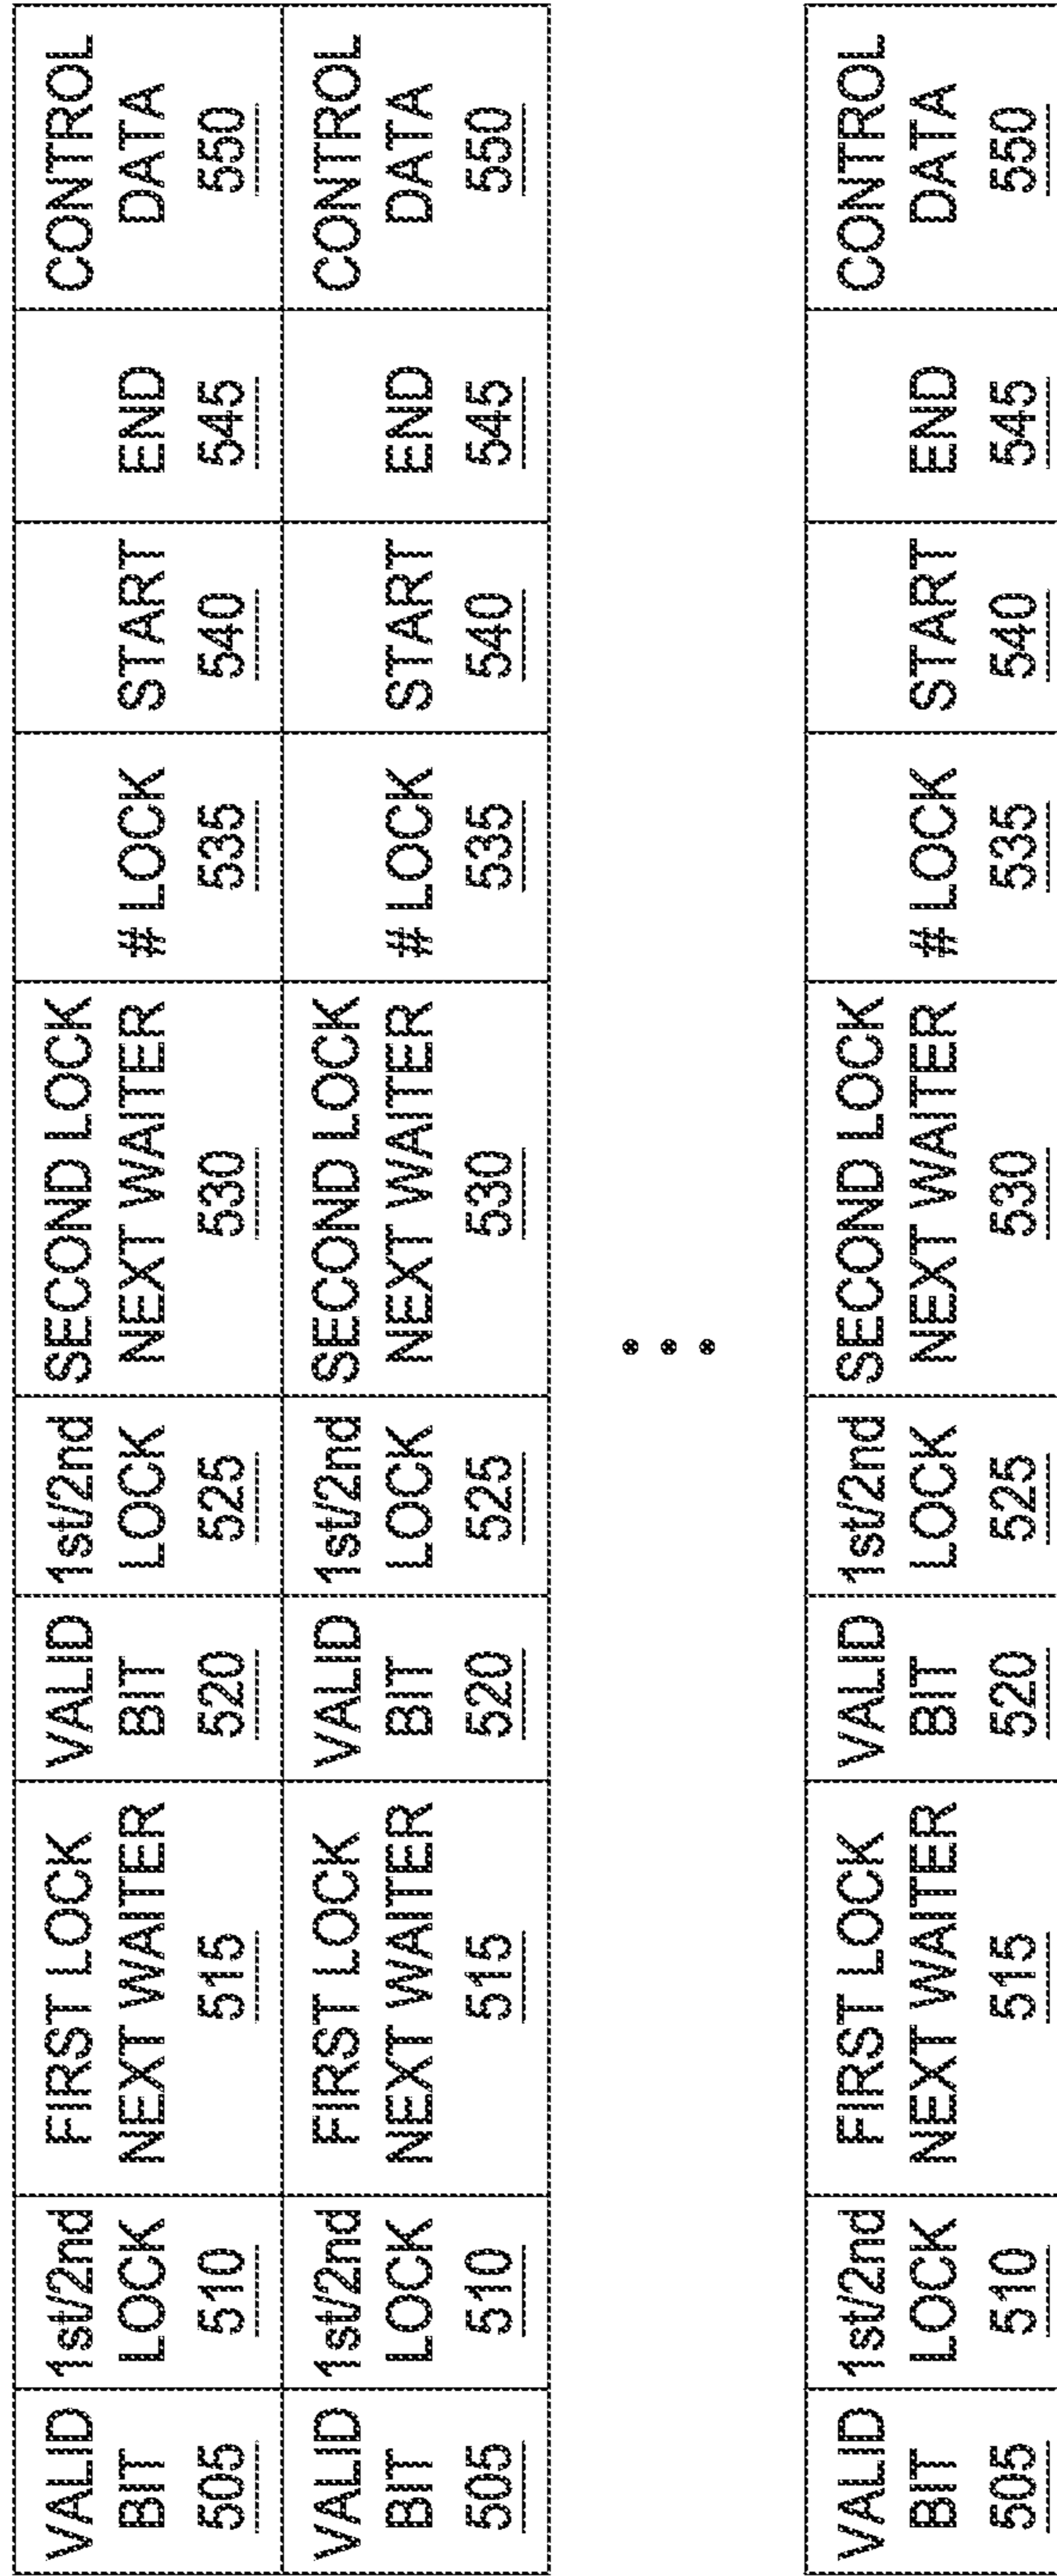 VALID BIT 505
1st/2nd LOCK 510
FIRST LOCK NEXT WAITER 515
VALID BIT 520
1st/2nd LOCK 525
SECOND LOCK NEXT WAITER 530
# LOCK 535
START 540
END 545
CONTROL DATA 550
VALID BIT 505
1st/2nd LOCK 510
FIRST LOCK NEXT WAITER 515
VALID BIT 520
1st/2nd LOCK 525
SECOND LOCK NEXT WAITER 530
# LOCK 535
START 540
END 545
CONTROL DATA 550
• • •
VALID BIT 505
1st/2nd LOCK 510
FIRST LOCK NEXT WAITER 515
VALID BIT 520
1st/2nd LOCK 525
SECOND LOCK NEXT WAITER 530
# LOCK 535
START 540
END 545
CONTROL DATA 550